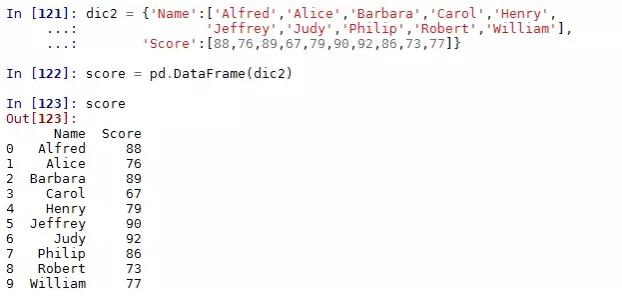 In [121]: dic2 = {'Name':['Alfred','Alice','Barbara','Carol','Henry',
     ...:                 'Jeffrey','Judy','Philip','Robert','William'],
     ...:         'Score':[88,76,89,67,79,90,92,86,73,77]}
In [122]: score = pd.DataFrame(dic2)
In [123]: score
Out[123]:
      Name  Score
0   Alfred     88
1    Alice     76
2  Barbara     89
3    Carol     67
4    Henry     79
5  Jeffrey     90
6     Judy     92
7   Philip     86
8   Robert     73
9  William     77